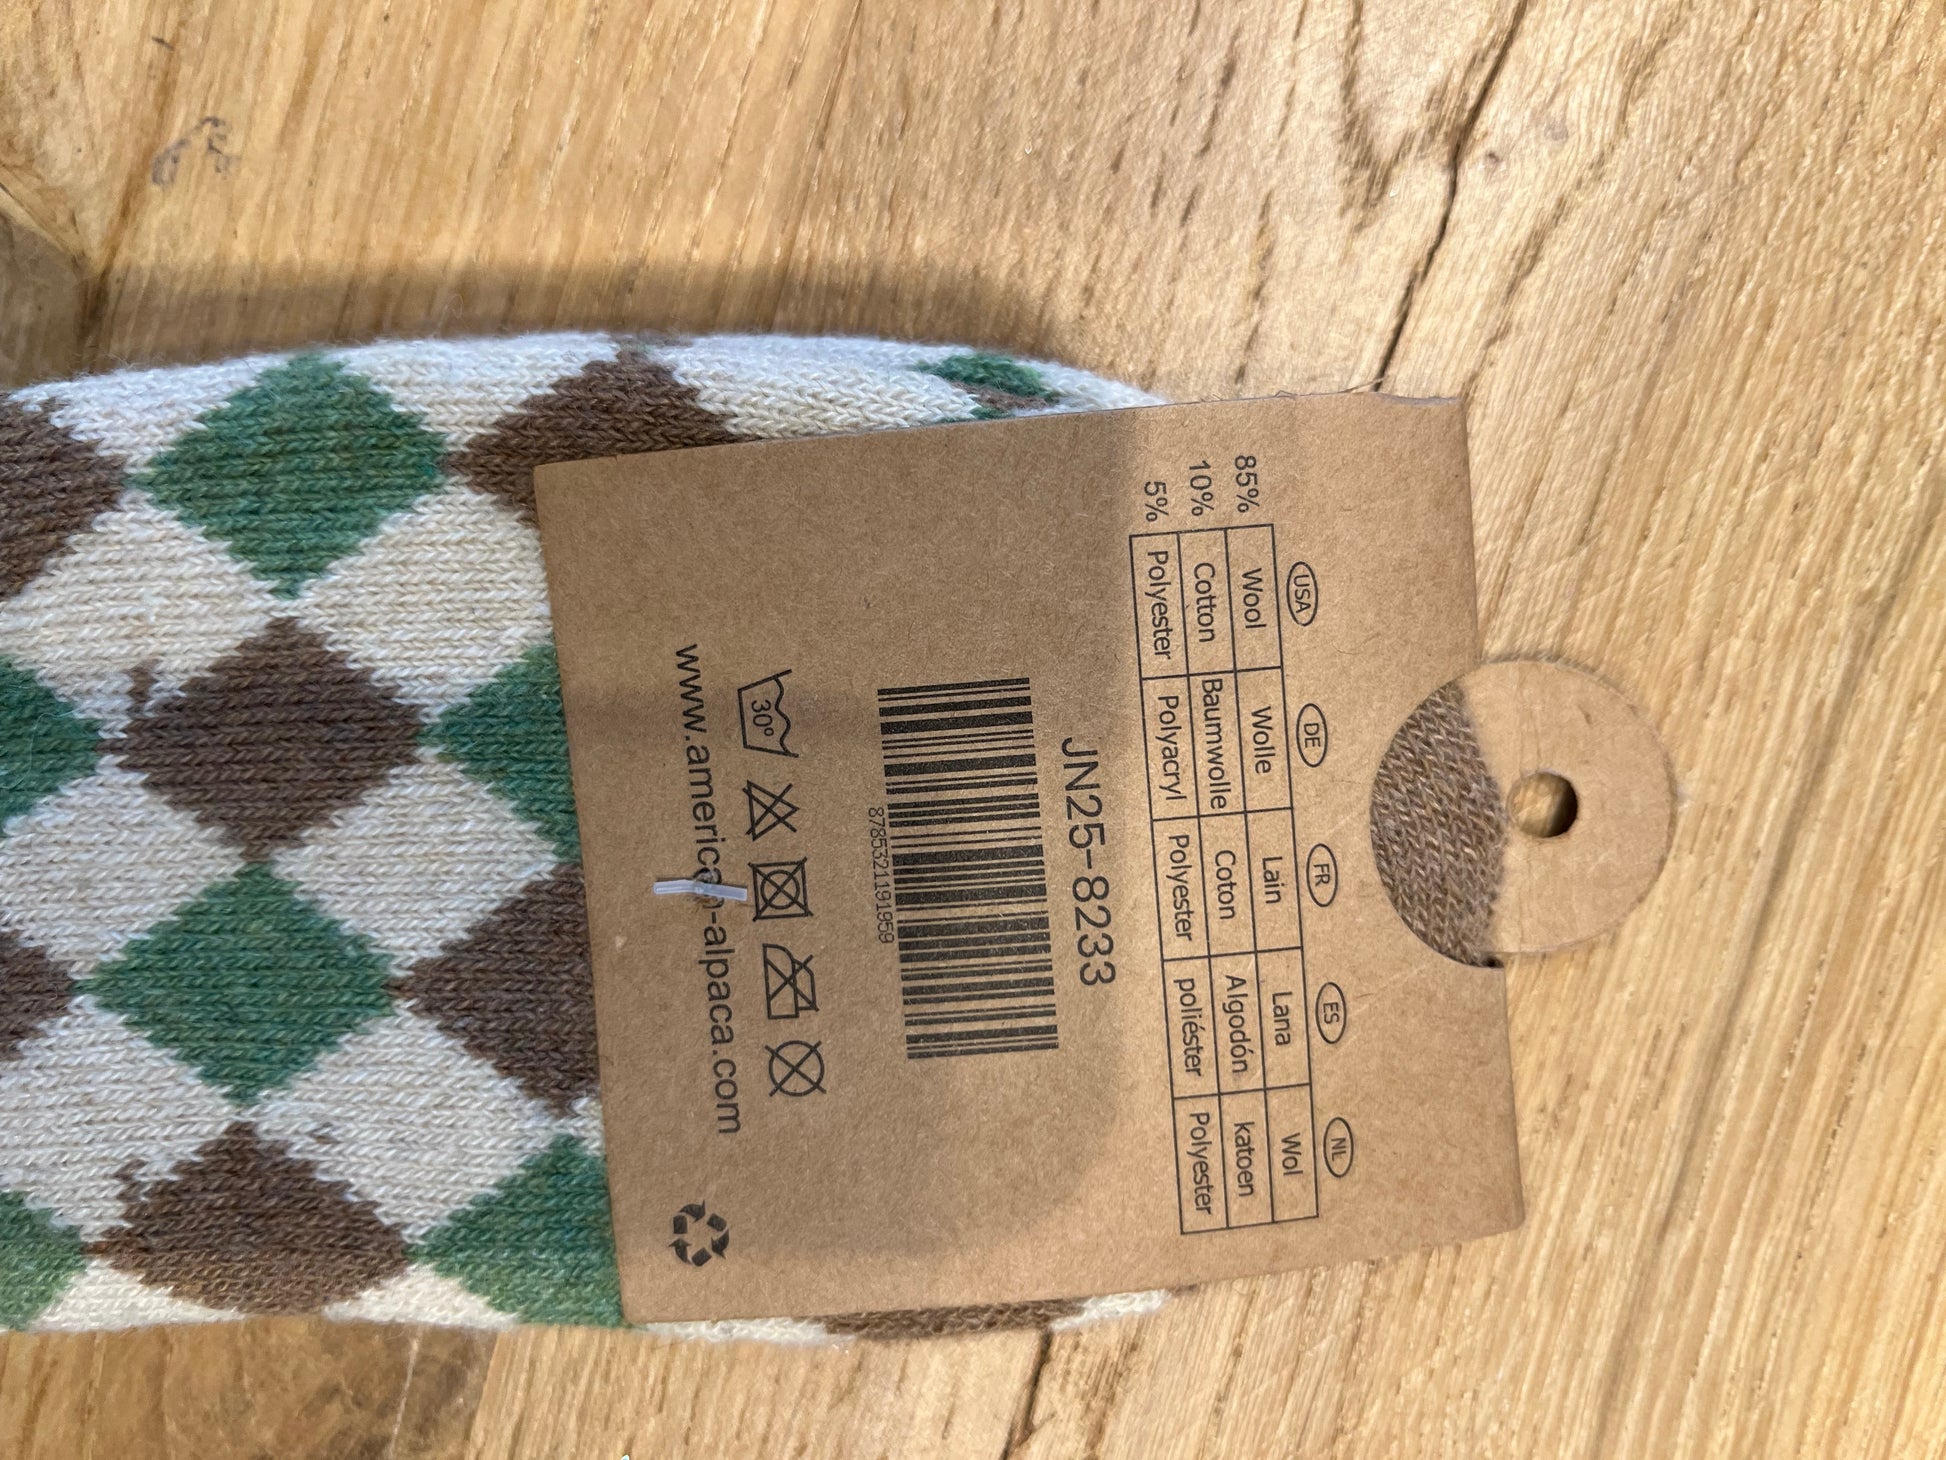 USA DE FR ES NL
85% Wool Wolle Lain Lana Wol
10% Cotton Baumwolle Coton Algodón katoen
5% Polyester Polyacryl Polyester poliéster Polyester
JN25-8233
8785321191959
30°
www.american-alpaca.com